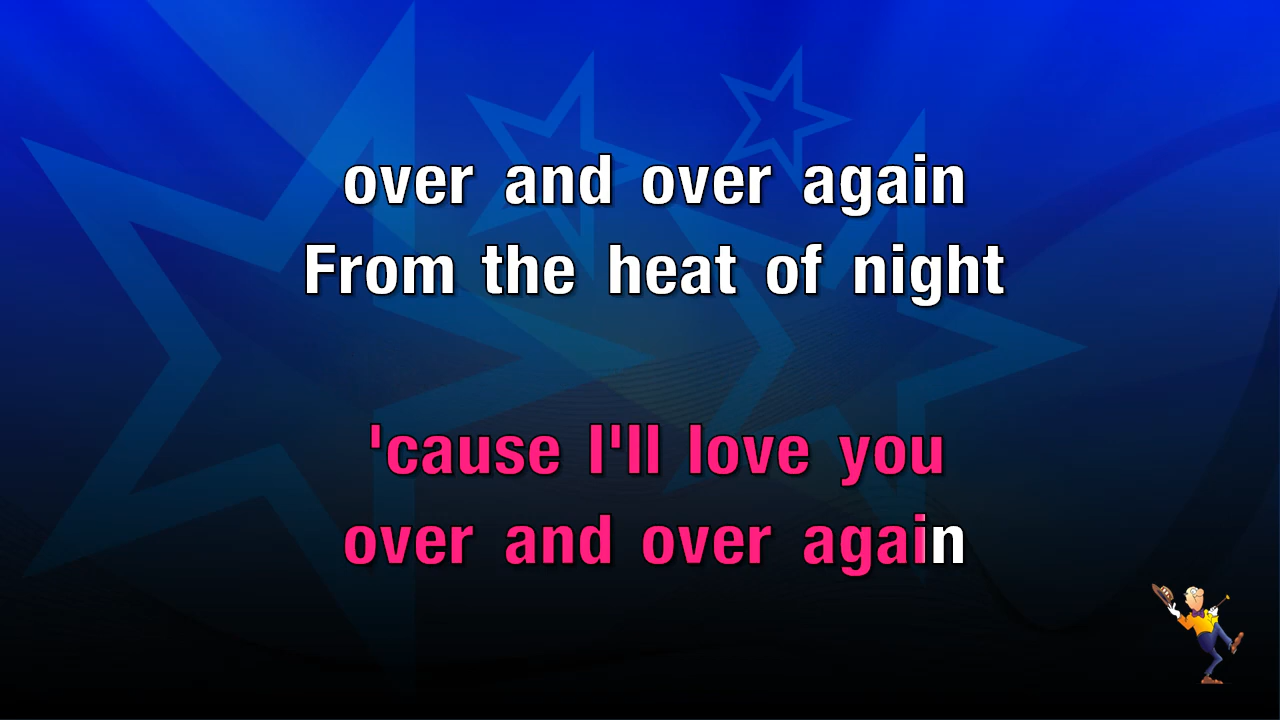 over and over again
From the heat of night
'cause I'll love you
over and over again